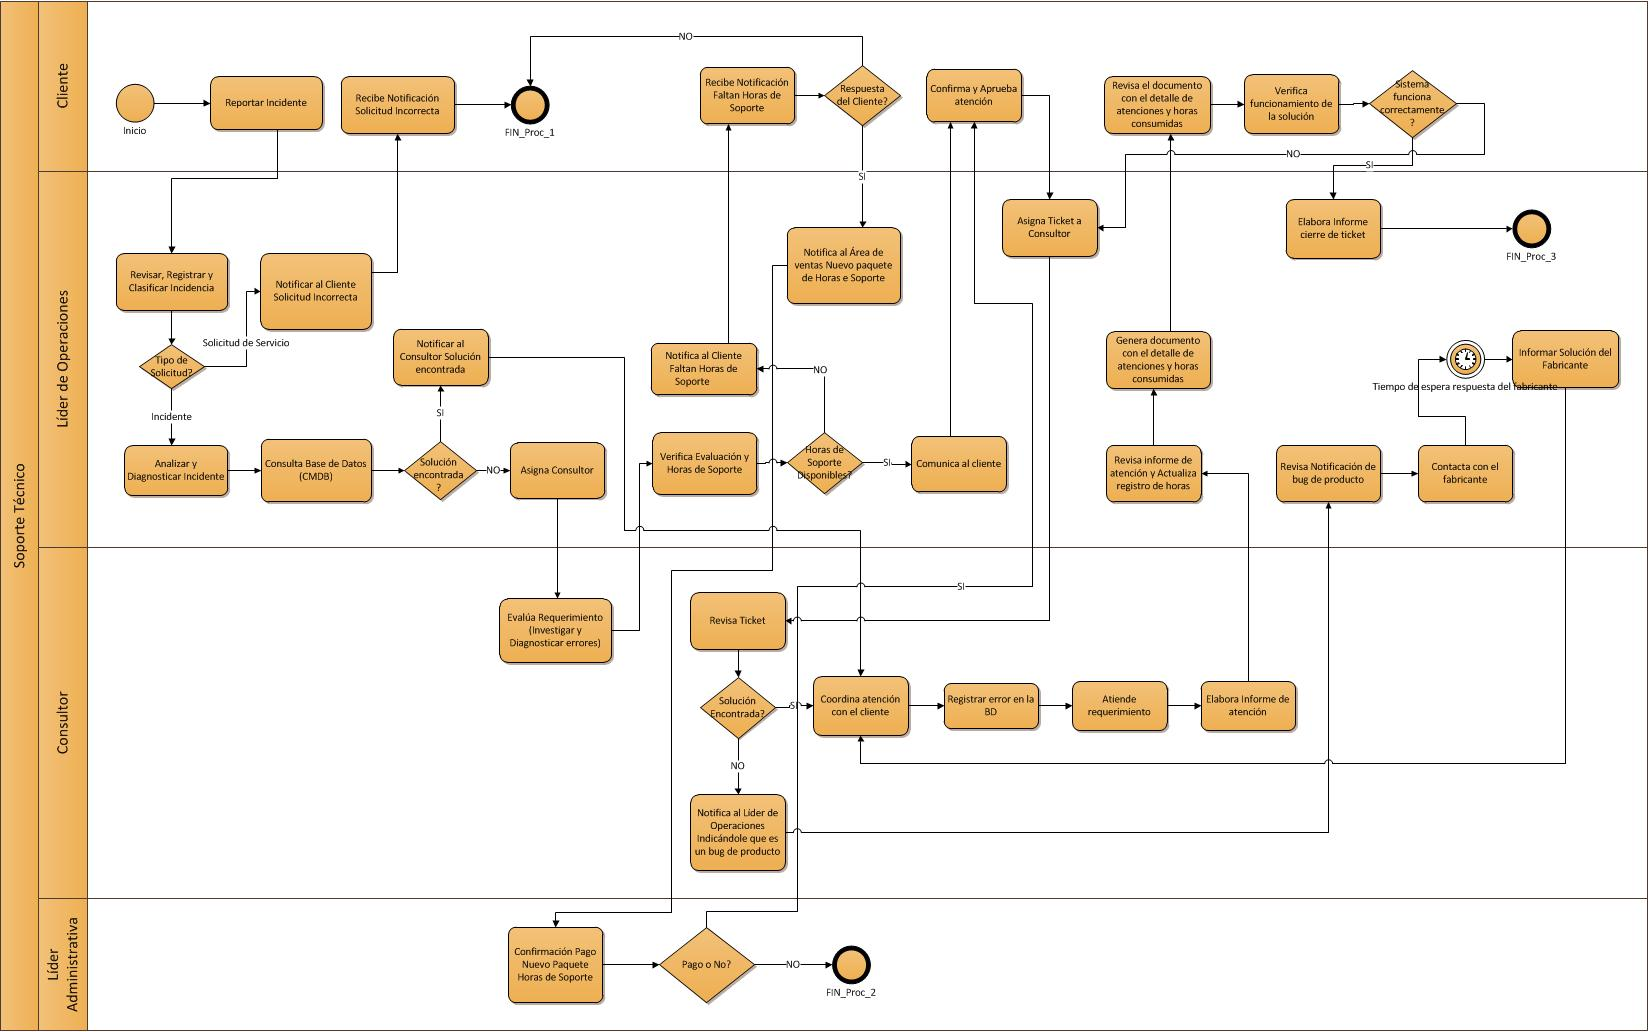 Soporte Técnico
Cliente
Inicio
Reportar Incidente
Recibe Notificación
Solicitud Incorrecta
FIN_Proc_1
NO
Recibe Notificación
Faltan Horas de
Soporte
Respuesta
del Cliente?
SI
Confirma y Aprueba
atención
Revisa el documento
con el detalle de
atenciones y horas
consumidas
Verifica
funcionamiento de
la solución
Sistema
funciona
correctamente
?
NO
SI
Líder de Operaciones
Revisar, Registrar y
Clasificar Incidencia
Notificar al Cliente
Solicitud Incorrecta
Solicitud de Servicio
Tipo de
Solicitud?
Incidente
Analizar y
Diagnosticar Incidente
Consulta Base de Datos
(CMDB)
Notificar al
Consultor Solución
encontrada
SI
Solución
encontrada
?
NO
Asigna Consultor
Notifica al Área de
ventas Nuevo paquete
de Horas e Soporte
Notifica al Cliente
Faltan Horas de
Soporte
NO
Verifica Evaluación y
Horas de Soporte
Horas de
Soporte
Disponibles?
SI
Comunica al cliente
Asigna Ticket a
Consultor
Elabora Informe
cierre de ticket
FIN_Proc_3
Genera documento
con el detalle de
atenciones y horas
consumidas
Revisa informe de
atención y Actualiza
registro de horas
Tiempo de espera respuesta del fabricante
Informar Solución del
Fabricante
Revisa Notificación de
bug de producto
Contacta con el
fabricante
Consultor
Evalúa Requerimiento
(Investigar y
Diagnosticar errores)
SI
Revisa Ticket
Solución
Encontrada?
SI
NO
Coordina atención
con el cliente
Registrar error en la
BD
Atiende
requerimiento
Elabora Informe de
atención
Notifica al Líder de
Operaciones
Indicándole que es
un bug de producto
Líder
Administrativa
Confirmación Pago
Nuevo Paquete
Horas de Soporte
Pago o No?
NO
FIN_Proc_2